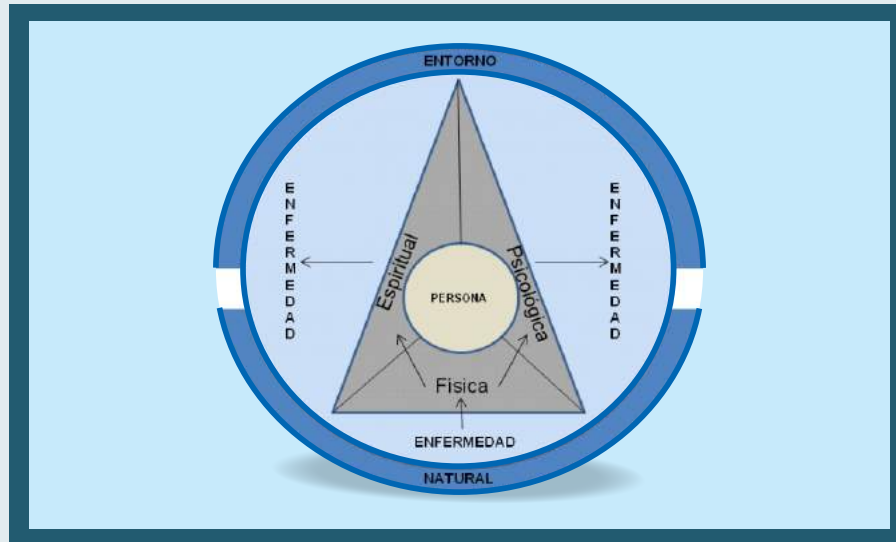 ENTORNO
ENFERMEDAD
ENFERMEDAD
Espiritual
Psicológica
PERSONA
Física
ENFERMEDAD
NATURAL